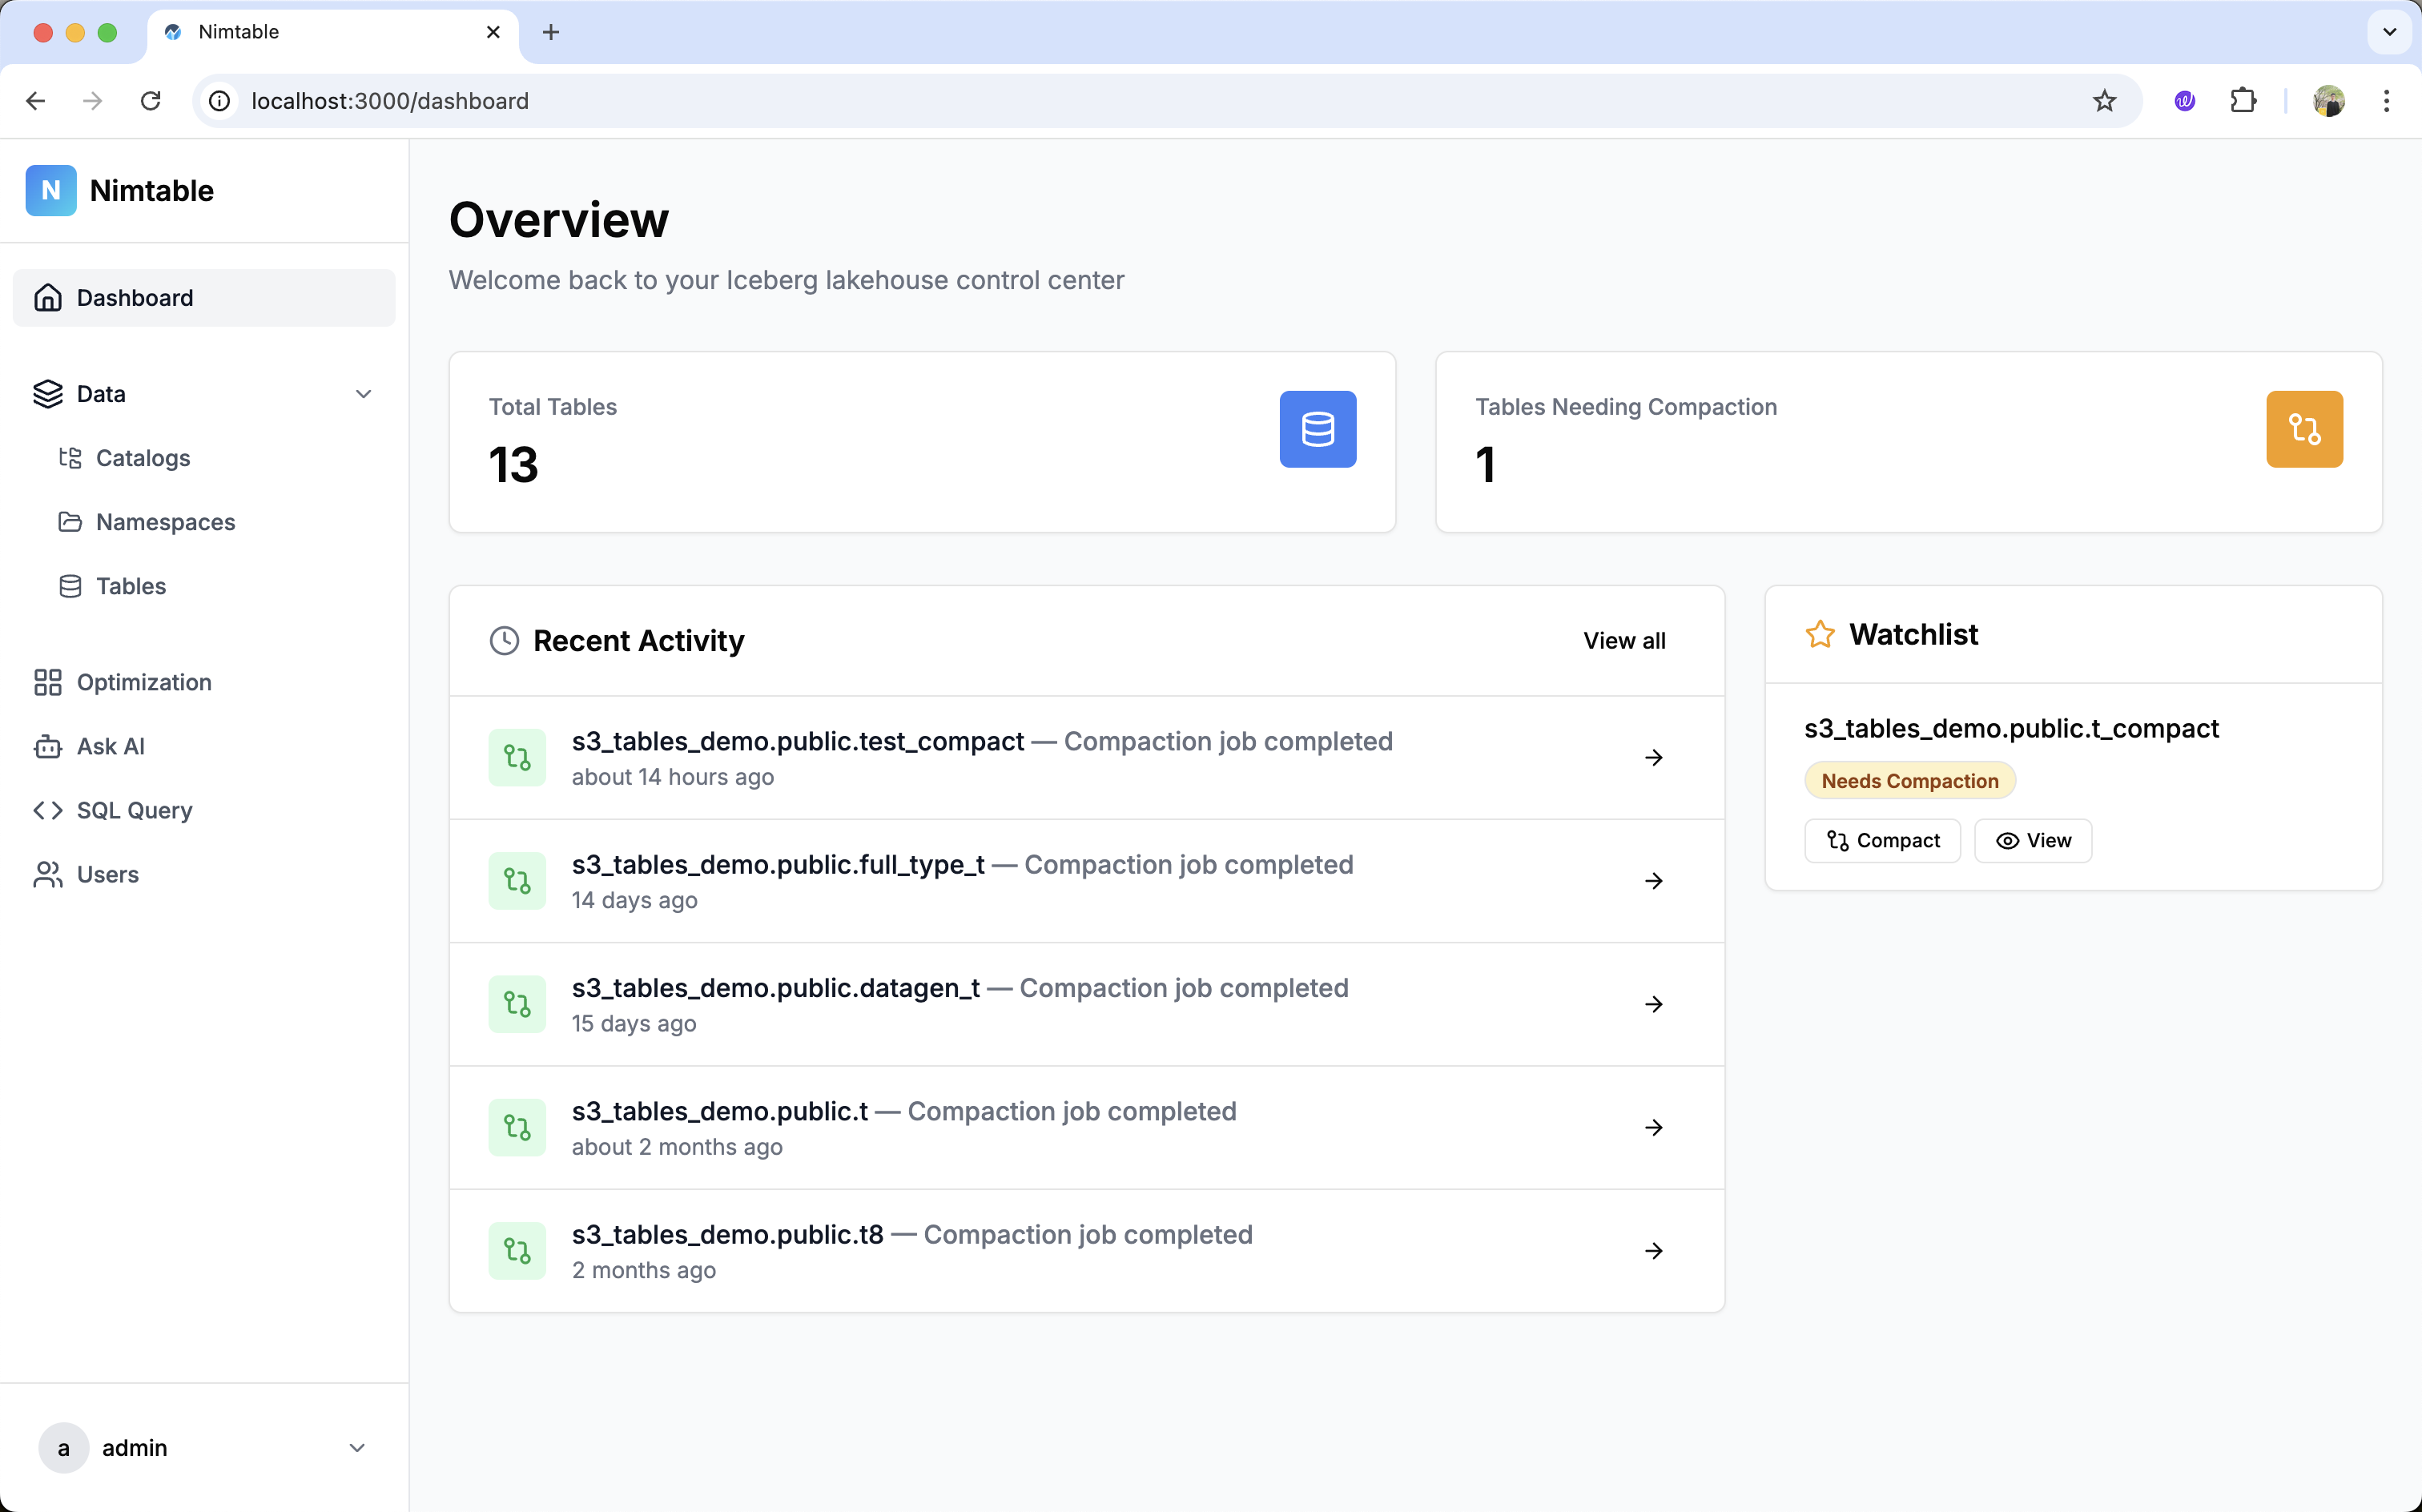 Nimtable
localhost:3000/dashboard
N Nimtable
Dashboard
Data
Catalogs
Namespaces
Tables
Optimization
Ask AI
SQL Query
Users
a admin
Overview
Welcome back to your Iceberg lakehouse control center
Total Tables
13
Tables Needing Compaction
1
Recent Activity
View all
s3_tables_demo.public.test_compact — Compaction job completed
about 14 hours ago
s3_tables_demo.public.full_type_t — Compaction job completed
14 days ago
s3_tables_demo.public.datagen_t — Compaction job completed
15 days ago
s3_tables_demo.public.t — Compaction job completed
about 2 months ago
s3_tables_demo.public.t8 — Compaction job completed
2 months ago
Watchlist
s3_tables_demo.public.t_compact
Needs Compaction
Compact View